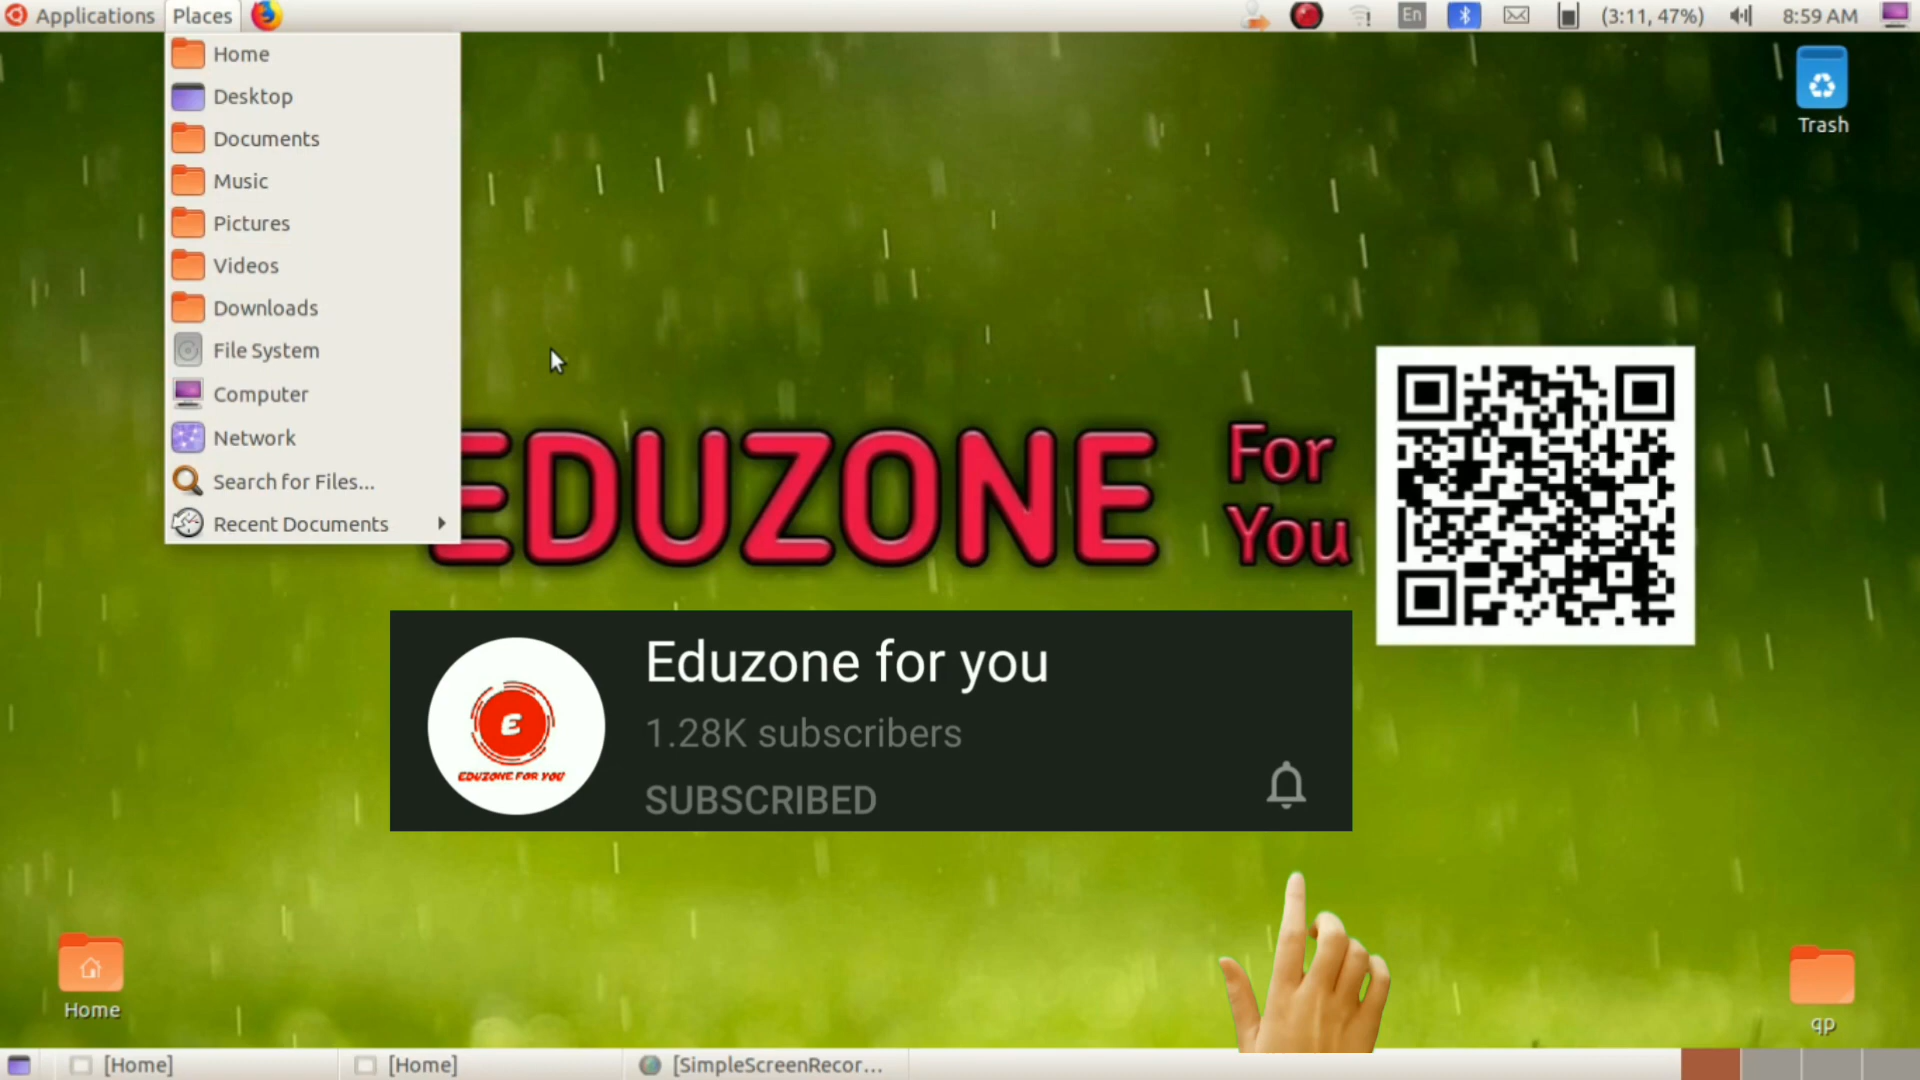 Applications Places En (3:11, 47%) 8:59 AM
Home
Desktop
Documents
Music
Pictures
Videos
Downloads
File System
Computer
Network
Search for Files...
Recent Documents
Trash
EDUZONE For You
Eduzone for you
1.28K subscribers
SUBSCRIBED
E
EDUZONE FOR YOU
Home
qp
[Home] [Home] [SimpleScreenRecor...